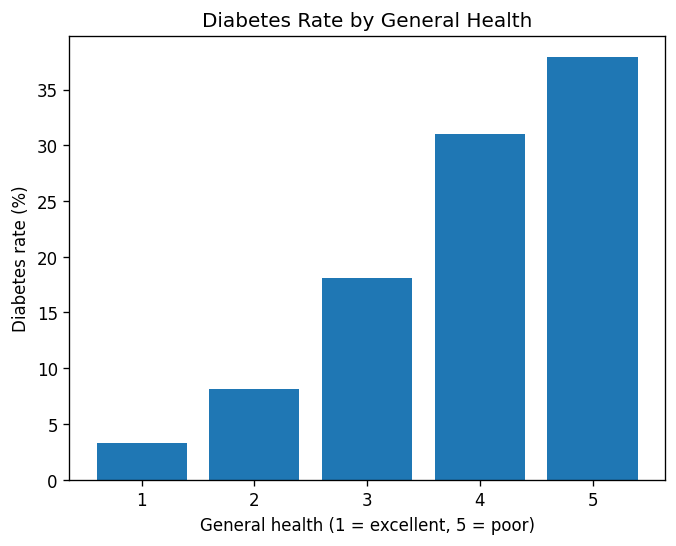 Diabetes Rate by General Health
Diabetes rate (%)
35
30
25
20
15
10
5
0
1 2 3 4 5
General health (1 = excellent, 5 = poor)